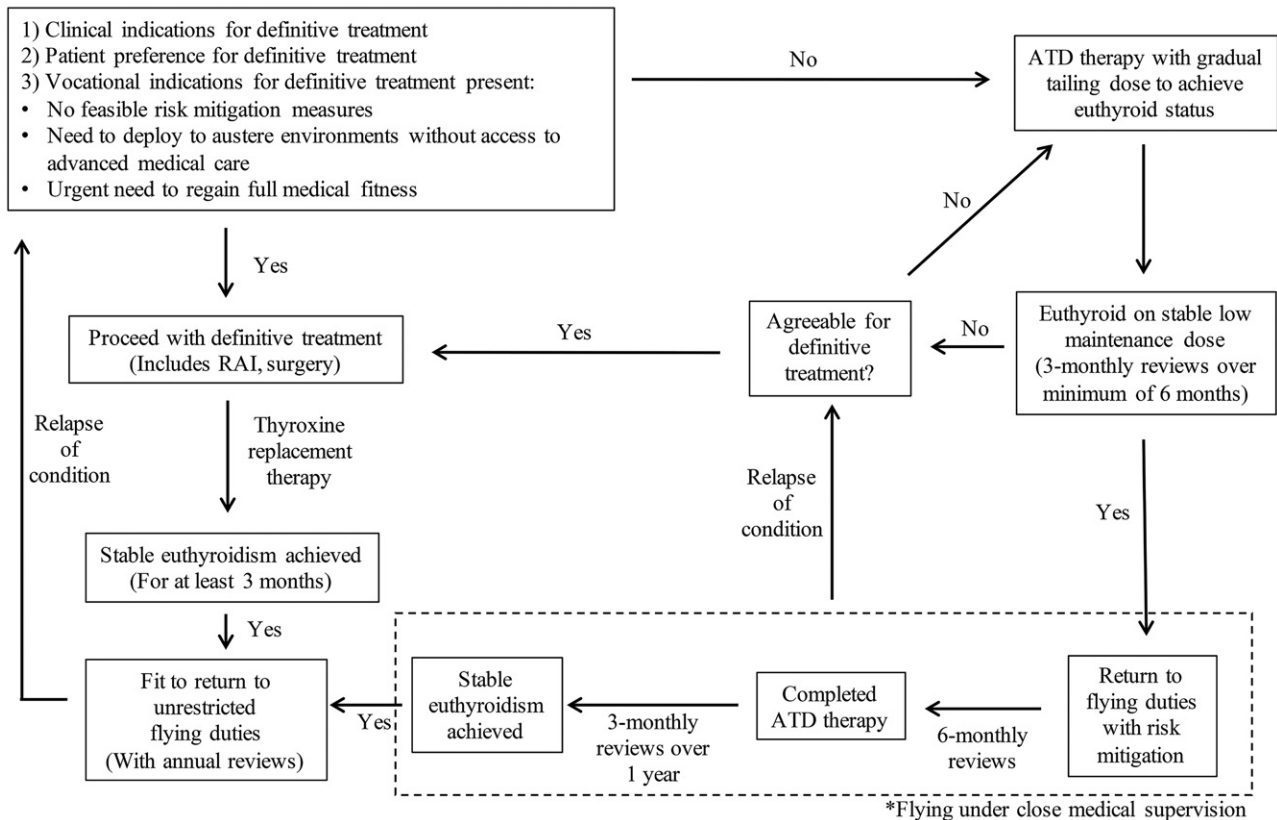 1) Clinical indications for definitive treatment
2) Patient preference for definitive treatment
3) Vocational indications for definitive treatment present:
• No feasible risk mitigation measures
• Need to deploy to austere environments without access to
advanced medical care
• Urgent need to regain full medical fitness
No
ATD therapy with gradual
tailing dose to achieve
euthyroid status
Yes
No
Proceed with definitive treatment
(Includes RAI, surgery)
Yes
Agreeable for
definitive
treatment?
No
Euthyroid on stable low
maintenance dose
(3-monthly reviews over
minimum of 6 months)
Relapse
of
condition
Thyroxine
replacement
therapy
Relapse
of
condition
Yes
Stable euthyroidism achieved
(For at least 3 months)
Yes
Fit to return to
unrestricted
flying duties
(With annual reviews)
Yes
Stable
euthyroidism
achieved
3-monthly
reviews over
1 year
Completed
ATD therapy
6-monthly
reviews
Return to
flying duties
with risk
mitigation
*Flying under close medical supervision